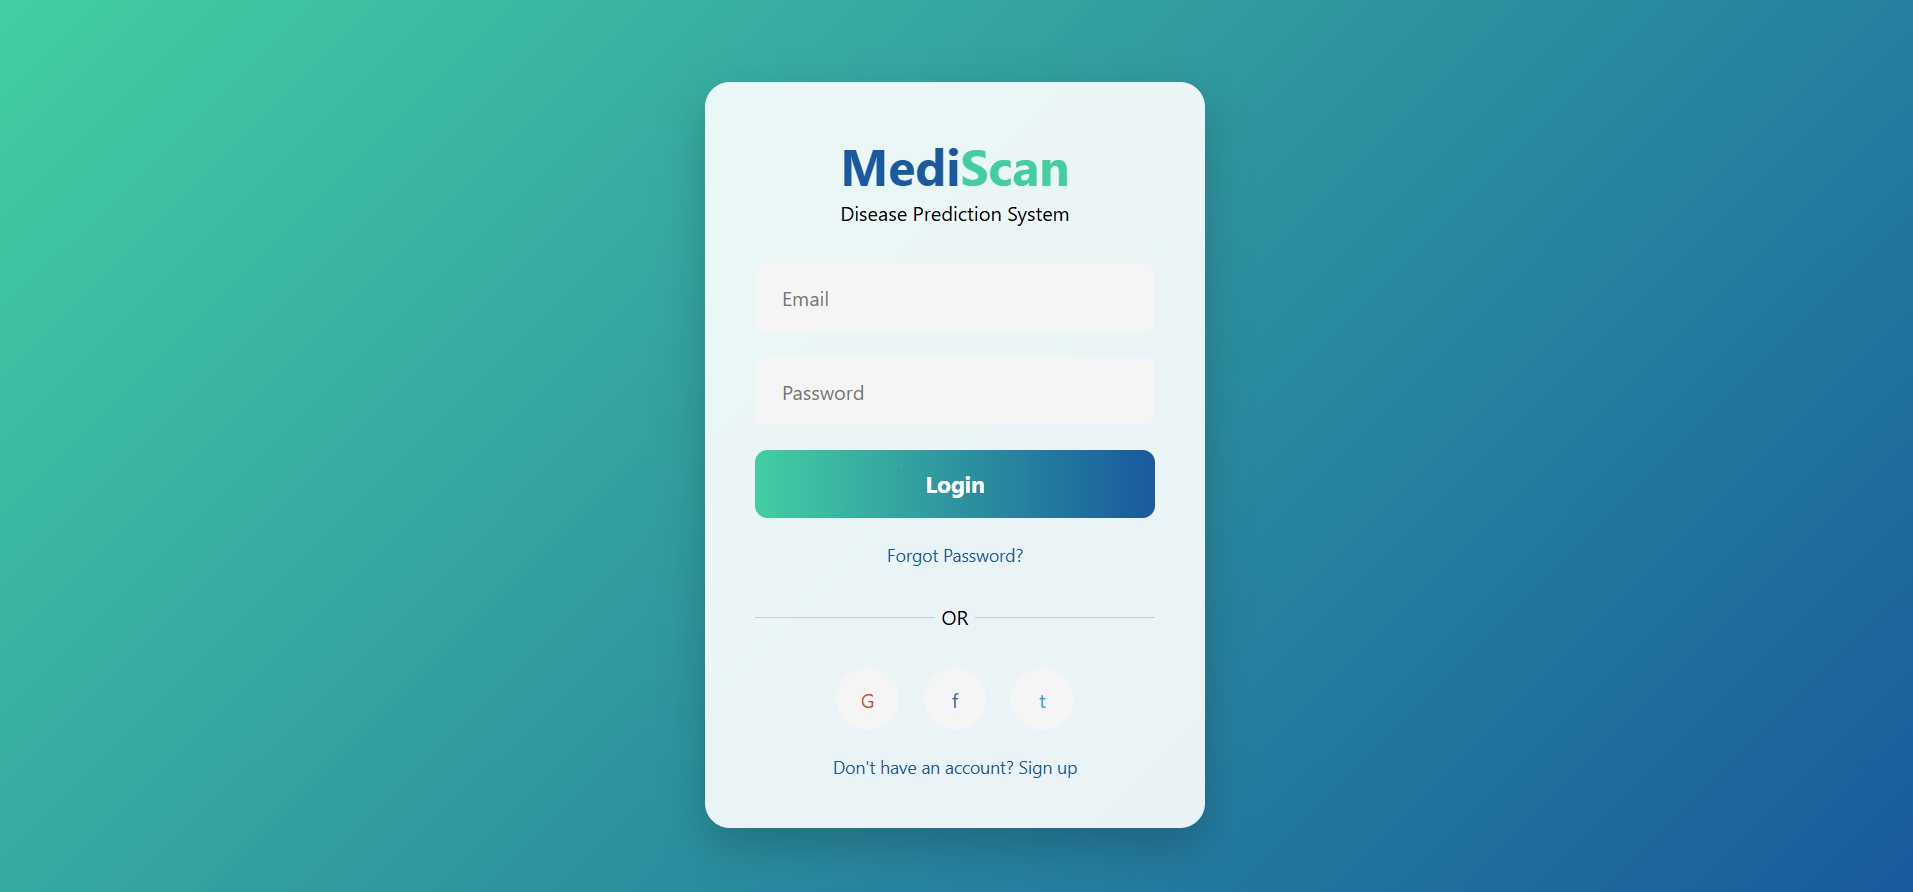 MediScan
Disease Prediction System
Email
Password
Login
Forgot Password?
OR
G f t
Don't have an account? Sign up